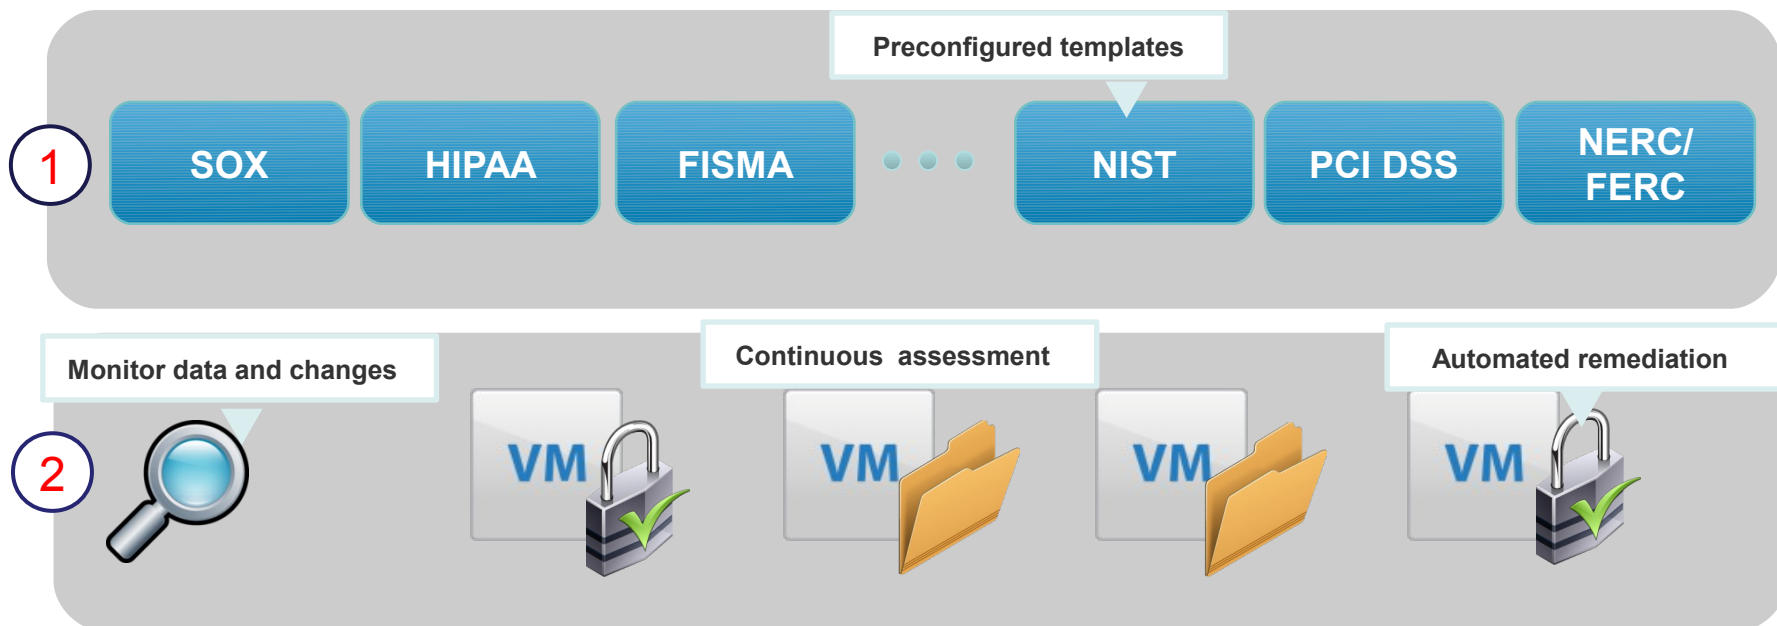 Preconfigured templates
1
SOX
HIPAA
FISMA
NIST
PCI DSS
NERC/
FERC
Monitor data and changes
Continuous assessment
Automated remediation
2
VM
VM
VM
VM